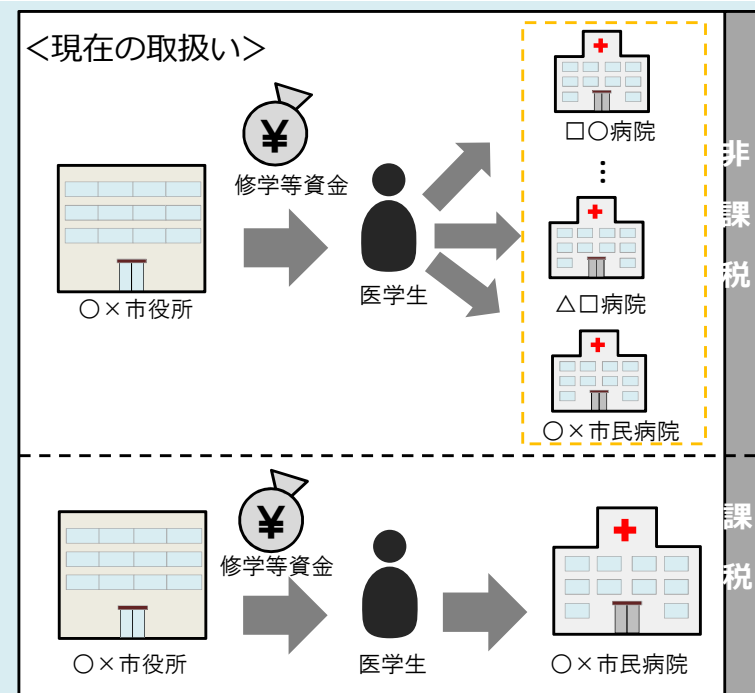 <現在の取扱い>
¥
修学等資金
○×市役所
医学生
□○病院
⋮
△□病院
○×市民病院
非課税
¥
修学等資金
○×市役所
医学生
○×市民病院
課税